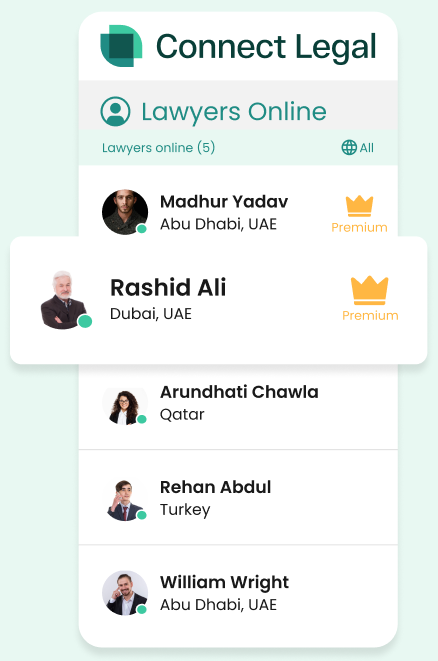 Connect Legal
Lawyers Online
Lawyers online (5) All
Madhur Yadav
Abu Dhabi, UAE
Premium
Rashid Ali
Dubai, UAE
Premium
Arundhati Chawla
Qatar
Rehan Abdul
Turkey
William Wright
Abu Dhabi, UAE